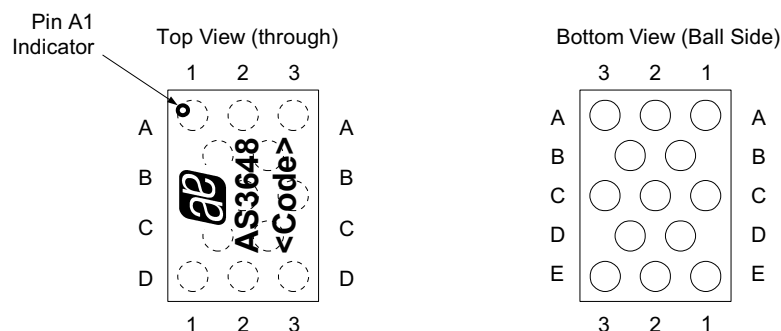 Pin A1
Indicator
Top View (through)
1 2 3
A A
B B
C C
D D
1 2 3
AS3648
<Code>
Bottom View (Ball Side)
3 2 1
A A
B B
C C
D D
E E
3 2 1